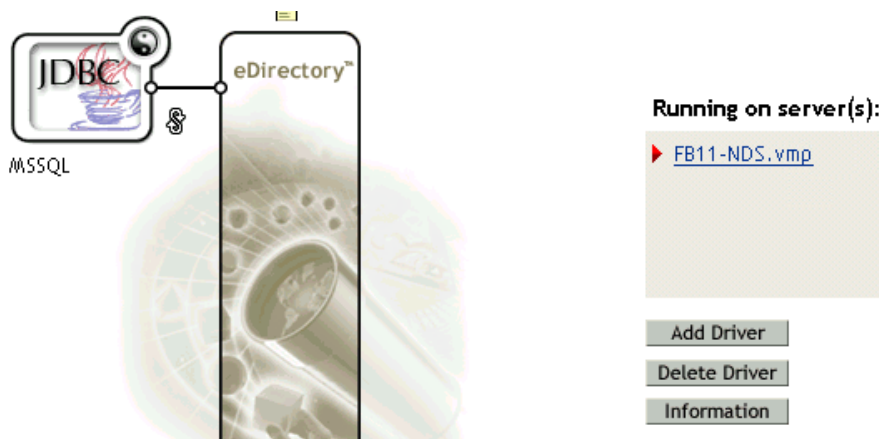 JDBC
MSSQL
eDirectory™
Running on server(s):
FB11-NDS.vmp
Add Driver
Delete Driver
Information